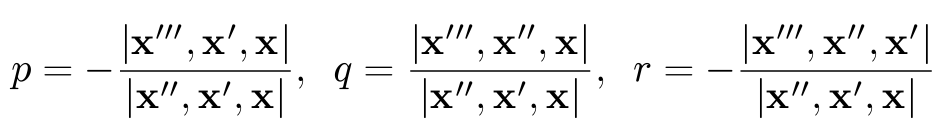 p = −|x′′′, x′, x| / |x′′, x′, x|, q = |x′′′, x′′, x| / |x′′, x′, x|, r = −|x′′′, x′′, x′| / |x′′, x′, x|